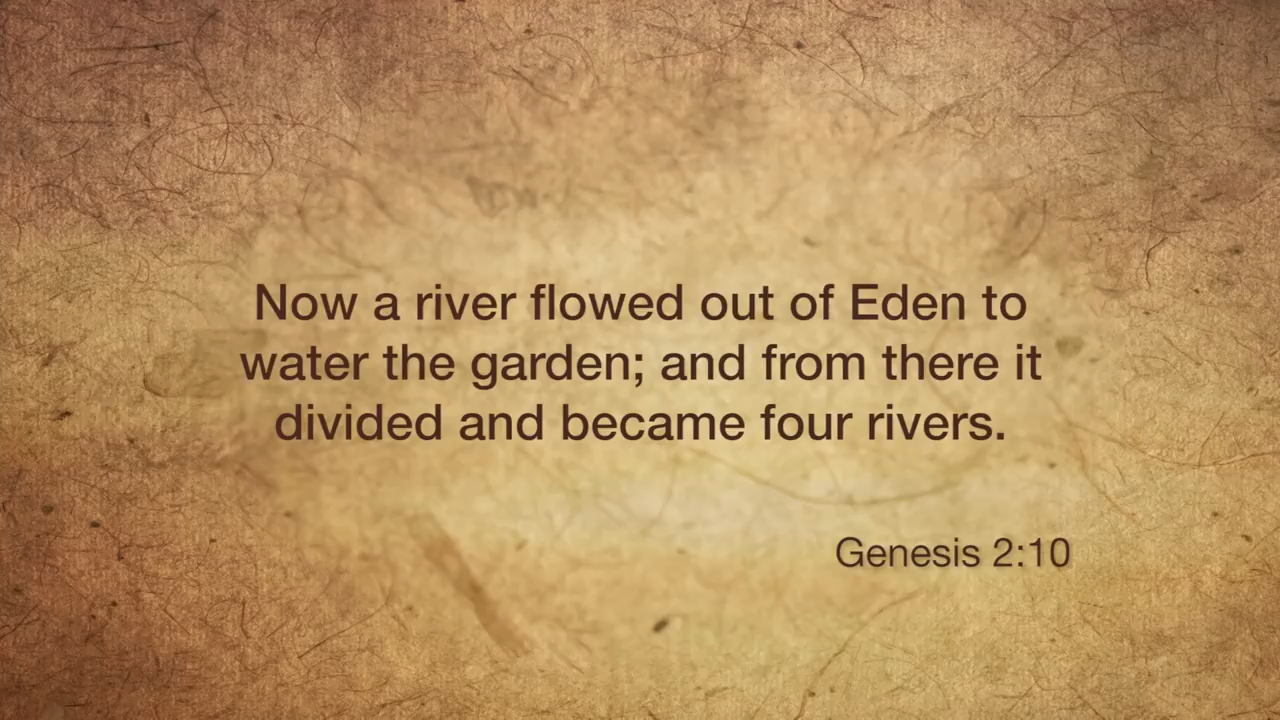 Now a river flowed out of Eden to
water the garden; and from there it
divided and became four rivers.
Genesis 2:10